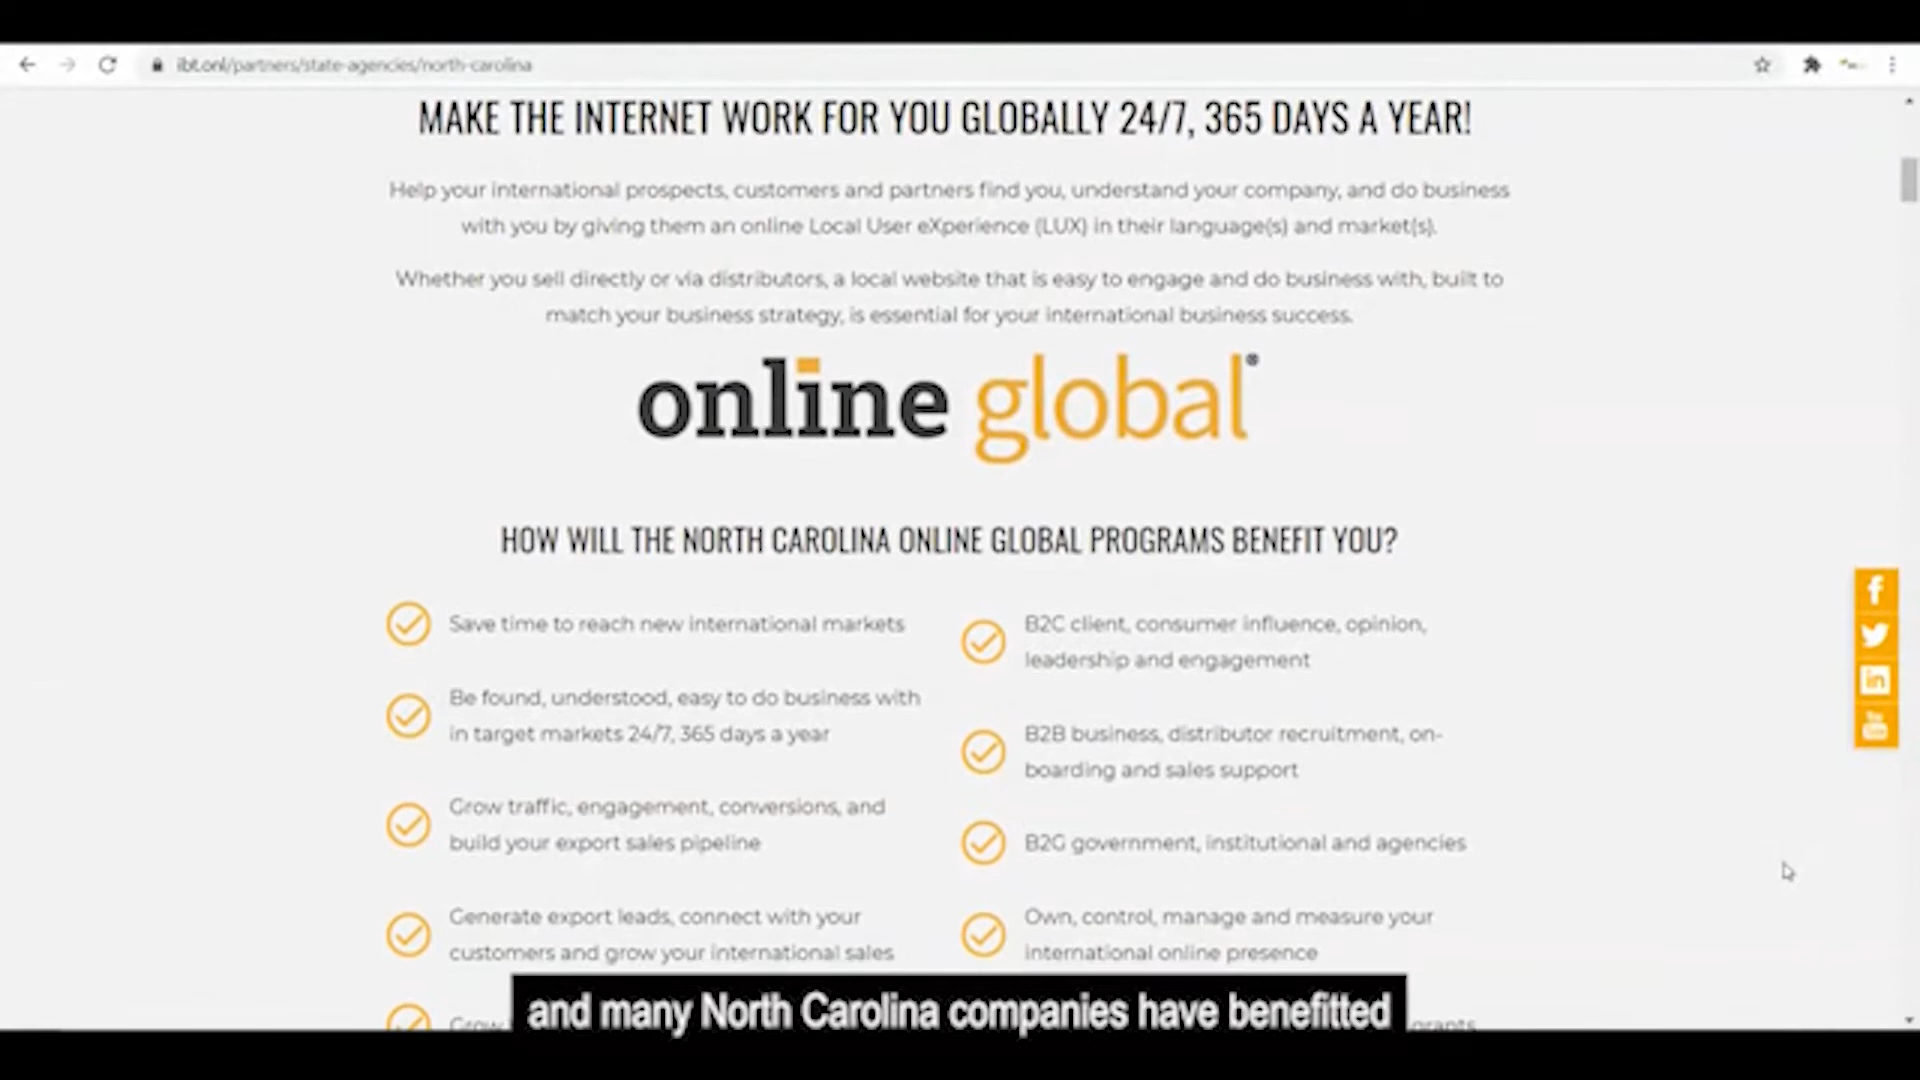 ibt.onl/partners/state-agencies/north-carolina
MAKE THE INTERNET WORK FOR YOU GLOBALLY 24/7, 365 DAYS A YEAR!
Help your international prospects, customers and partners find you, understand your company, and do business
with you by giving them an online Local User eXperience (LUX) in their language(s) and market(s).
Whether you sell directly or via distributors, a local website that is easy to engage and do business with, built to
match your business strategy, is essential for your international business success.
online global®
HOW WILL THE NORTH CAROLINA ONLINE GLOBAL PROGRAMS BENEFIT YOU?
Save time to reach new international markets
Be found, understood, easy to do business with
in target markets 24/7, 365 days a year
Grow traffic, engagement, conversions, and
build your export sales pipeline
Generate export leads, connect with your
customers and grow your international sales
Grow
B2C client, consumer influence, opinion,
leadership and engagement
B2B business, distributor recruitment, on-
boarding and sales support
B2G government, institutional and agencies
Own, control, manage and measure your
international online presence
grants
and many North Carolina companies have benefitted